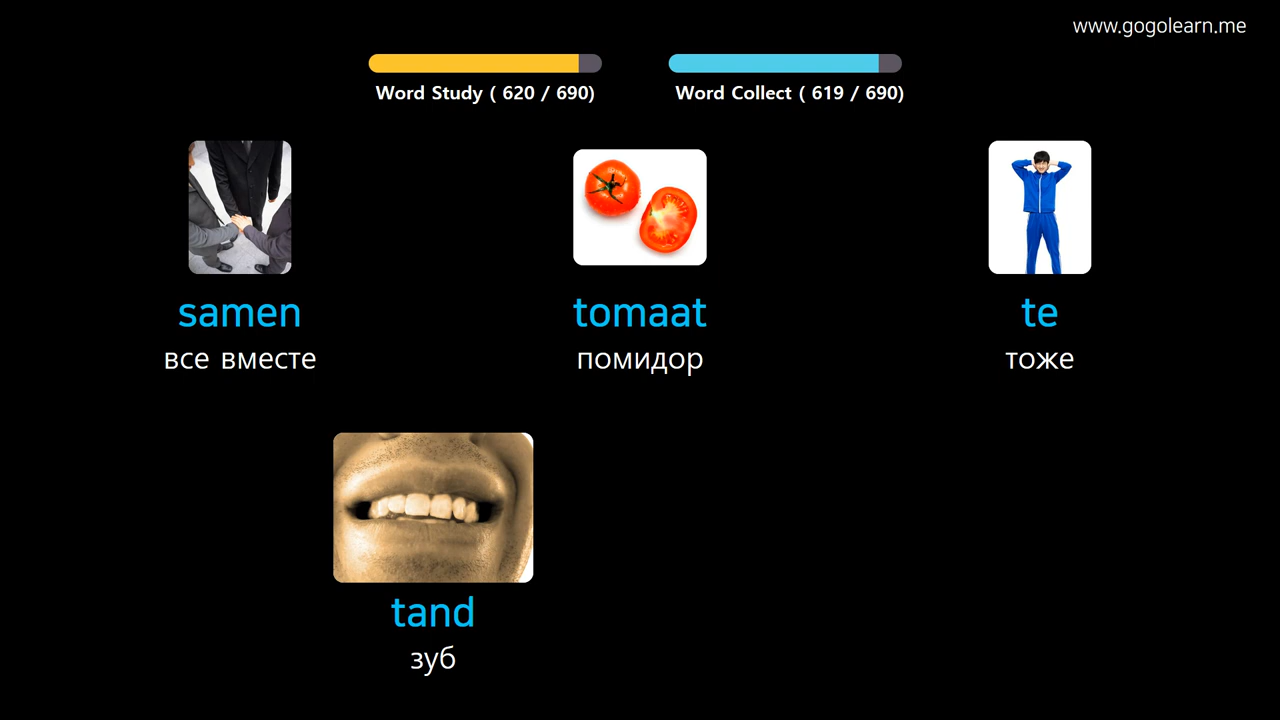 www.gogolearn.me
Word Study ( 620 / 690)
Word Collect ( 619 / 690)
samen
все вместе
tomaat
помидор
te
тоже
tand
зуб